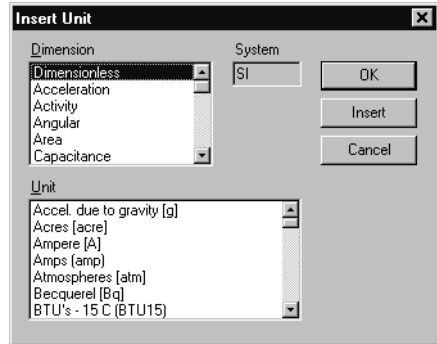 Insert Unit
Dimension
System
Dimensionless
Acceleration
Activity
Angular
Area
Capacitance
SI
OK
Insert
Cancel
Unit
Accel. due to gravity [g]
Acres [acre]
Ampere [A]
Amps (amp)
Atmospheres [atm]
Becquerel [Bq]
BTU's - 15 C (BTU15)